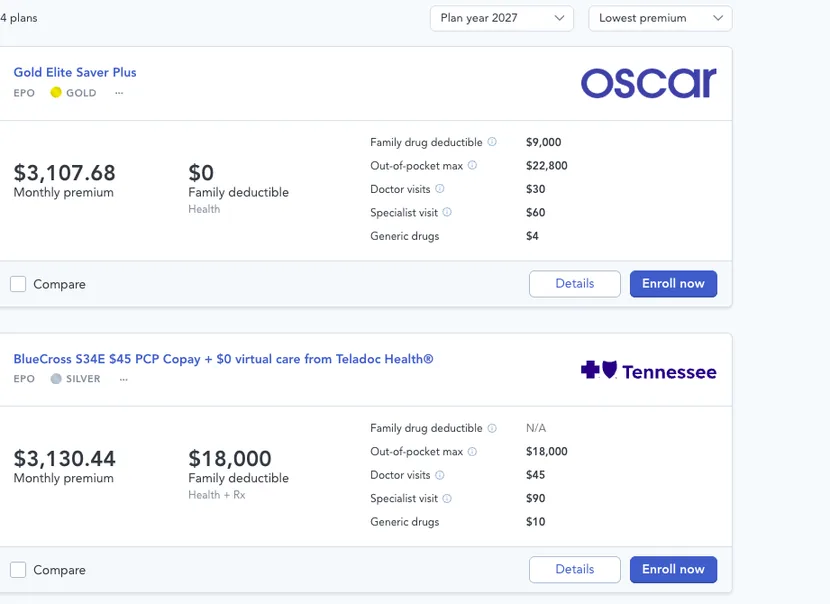 4 plans
Plan year 2027
Lowest premium
Gold Elite Saver Plus
oscar
EPO GOLD ...
Family drug deductible $9,000
Out-of-pocket max $22,800
Doctor visits $30
Specialist visit $60
Generic drugs $4
$3,107.68
Monthly premium
$0
Family deductible
Health
Compare
Details
Enroll now
BlueCross S34E $45 PCP Copay + $0 virtual care from Teladoc Health®
Tennessee
EPO SILVER ...
Family drug deductible N/A
Out-of-pocket max $18,000
Doctor visits $45
Specialist visit $90
Generic drugs $10
$3,130.44
Monthly premium
$18,000
Family deductible
Health + Rx
Compare
Details
Enroll now